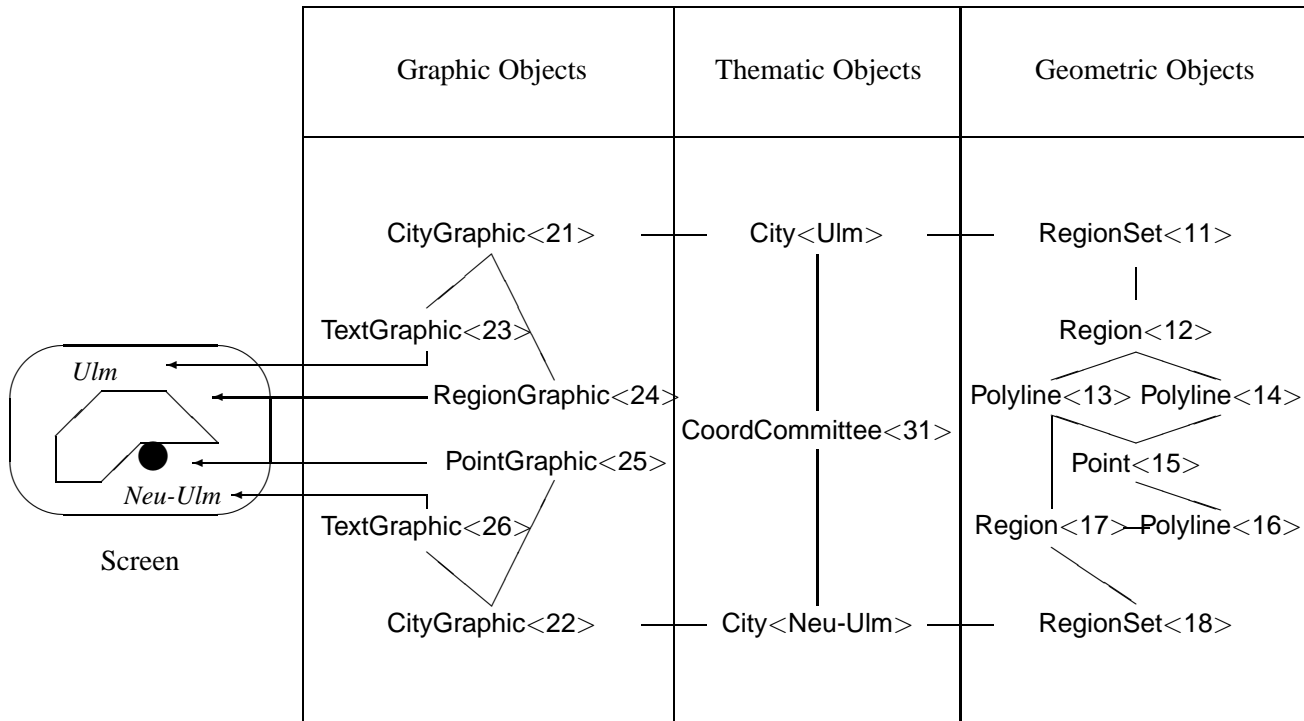 Graphic Objects Thematic Objects Geometric Objects
CityGraphic<21> City<Ulm> RegionSet<11>
TextGraphic<23> Region<12>
Ulm
RegionGraphic<24> Polyline<13> Polyline<14>
CoordCommittee<31>
PointGraphic<25> Point<15>
Neu-Ulm
TextGraphic<26> Region<17> Polyline<16>
Screen
CityGraphic<22> City<Neu-Ulm> RegionSet<18>